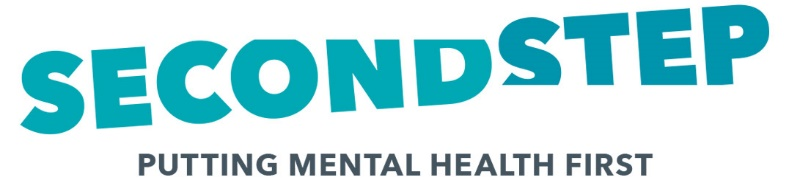 SECONDSTEP
PUTTING MENTAL HEALTH FIRST